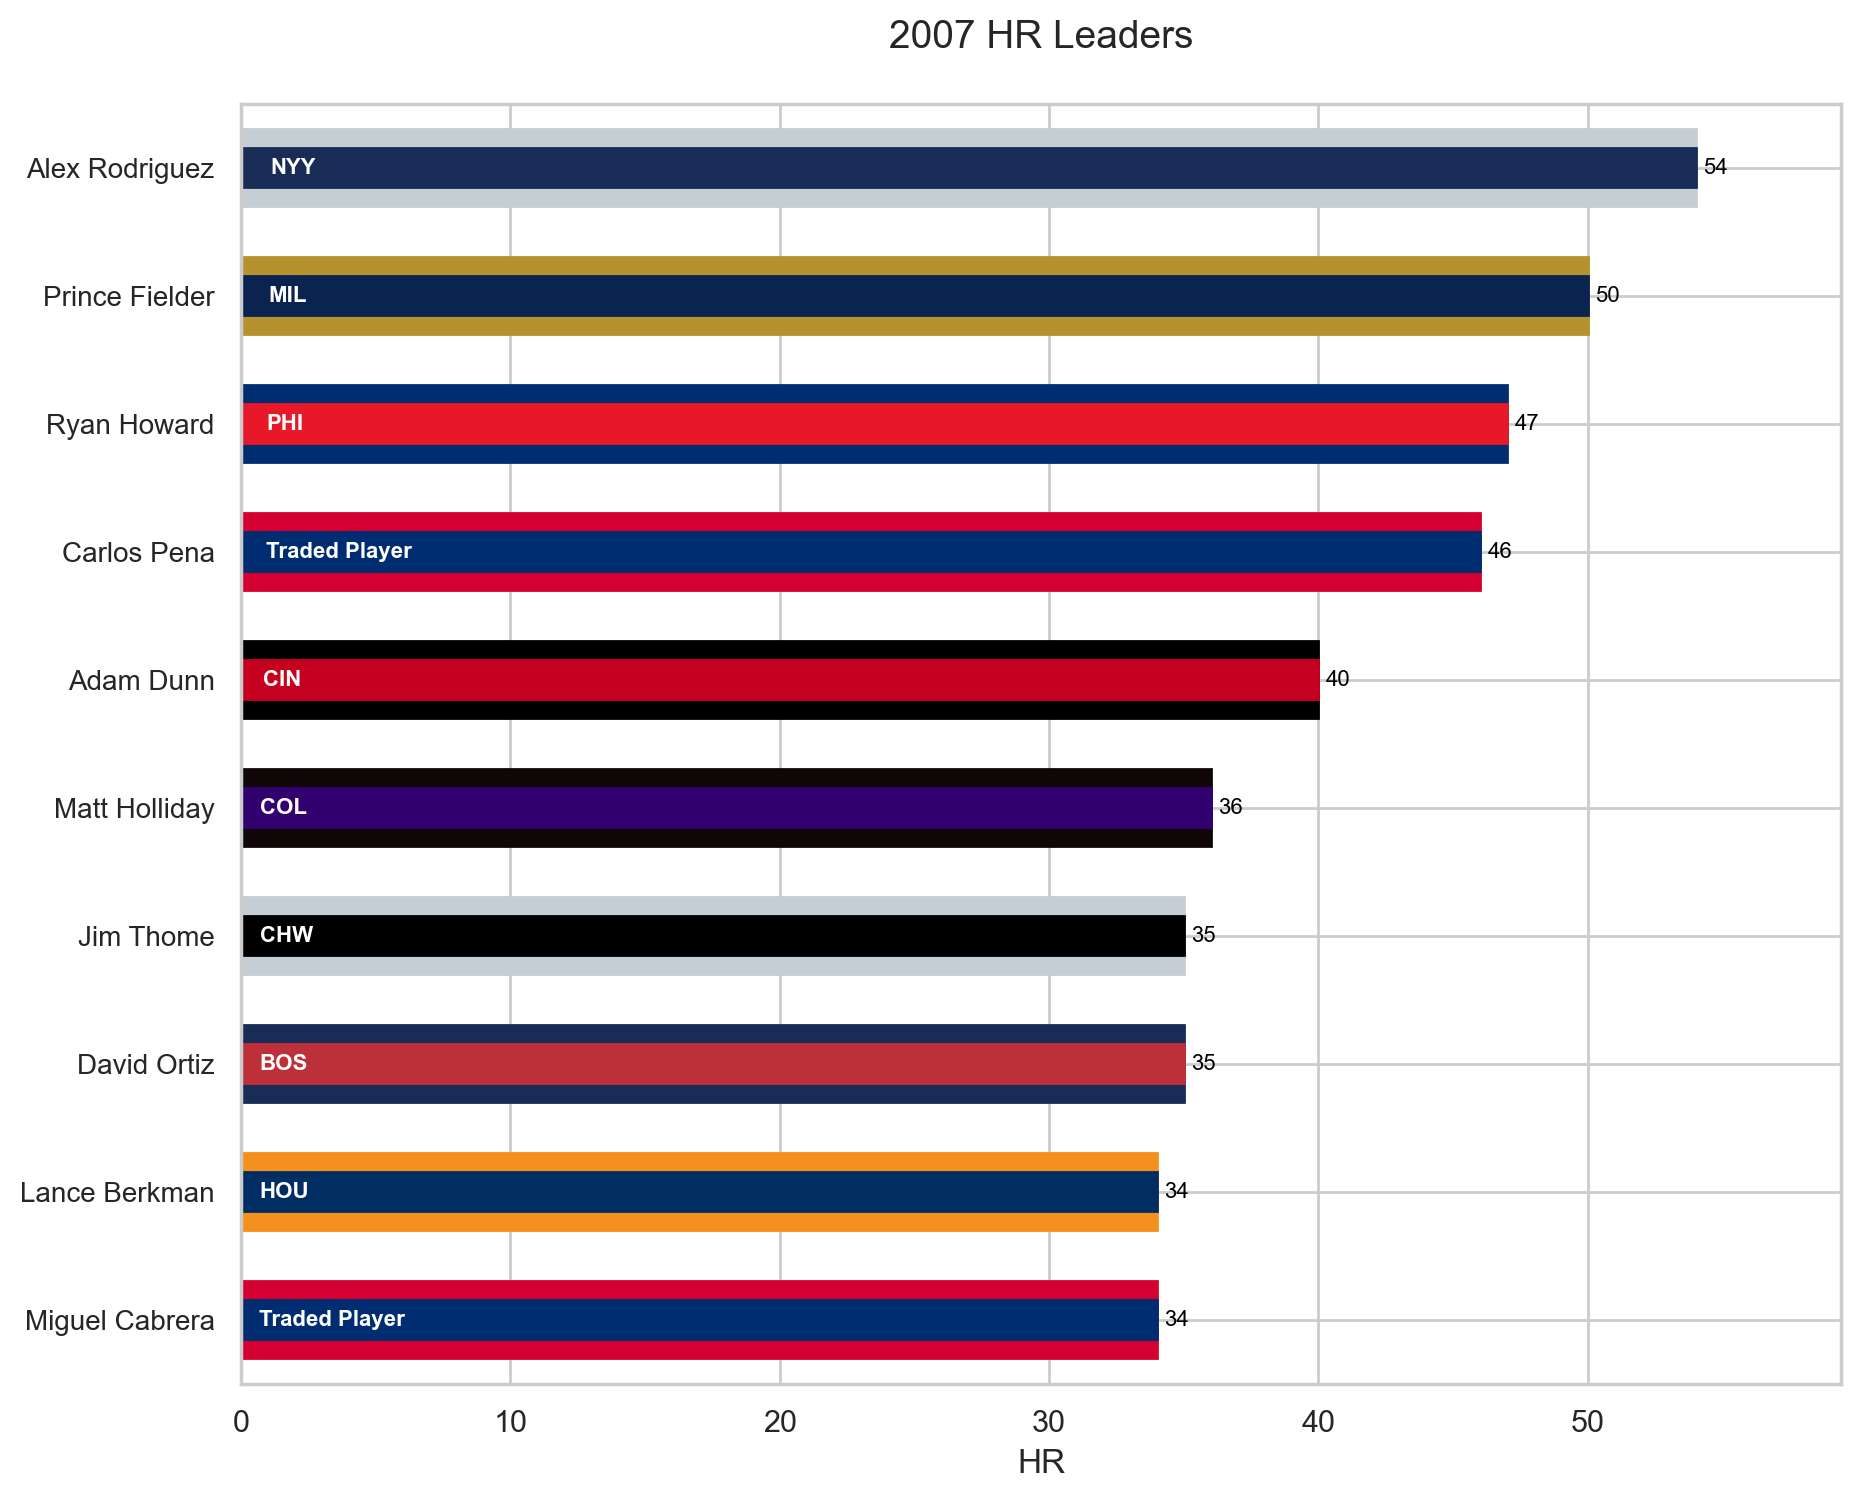 2007 HR Leaders
Alex Rodriguez NYY 54
Prince Fielder MIL 50
Ryan Howard PHI 47
Carlos Pena Traded Player 46
Adam Dunn CIN 40
Matt Holliday COL 36
Jim Thome CHW 35
David Ortiz BOS 35
Lance Berkman HOU 34
Miguel Cabrera Traded Player 34
0 10 20 30 40 50
HR